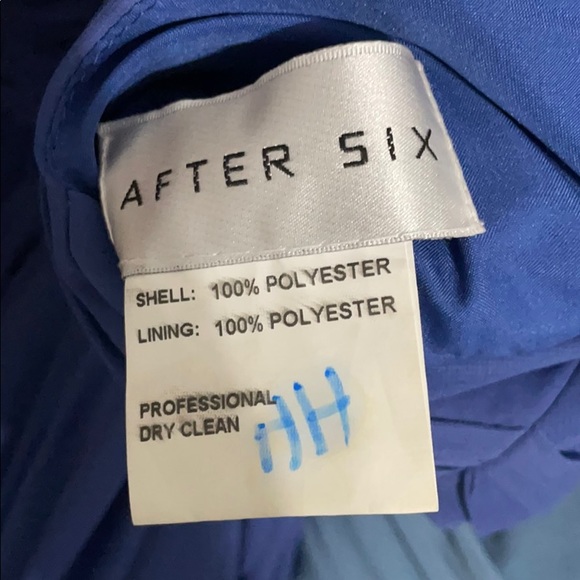 AFTER SIX
SHELL: 100% POLYESTER
LINING: 100% POLYESTER
PROFESSIONAL
DRY CLEAN
HH